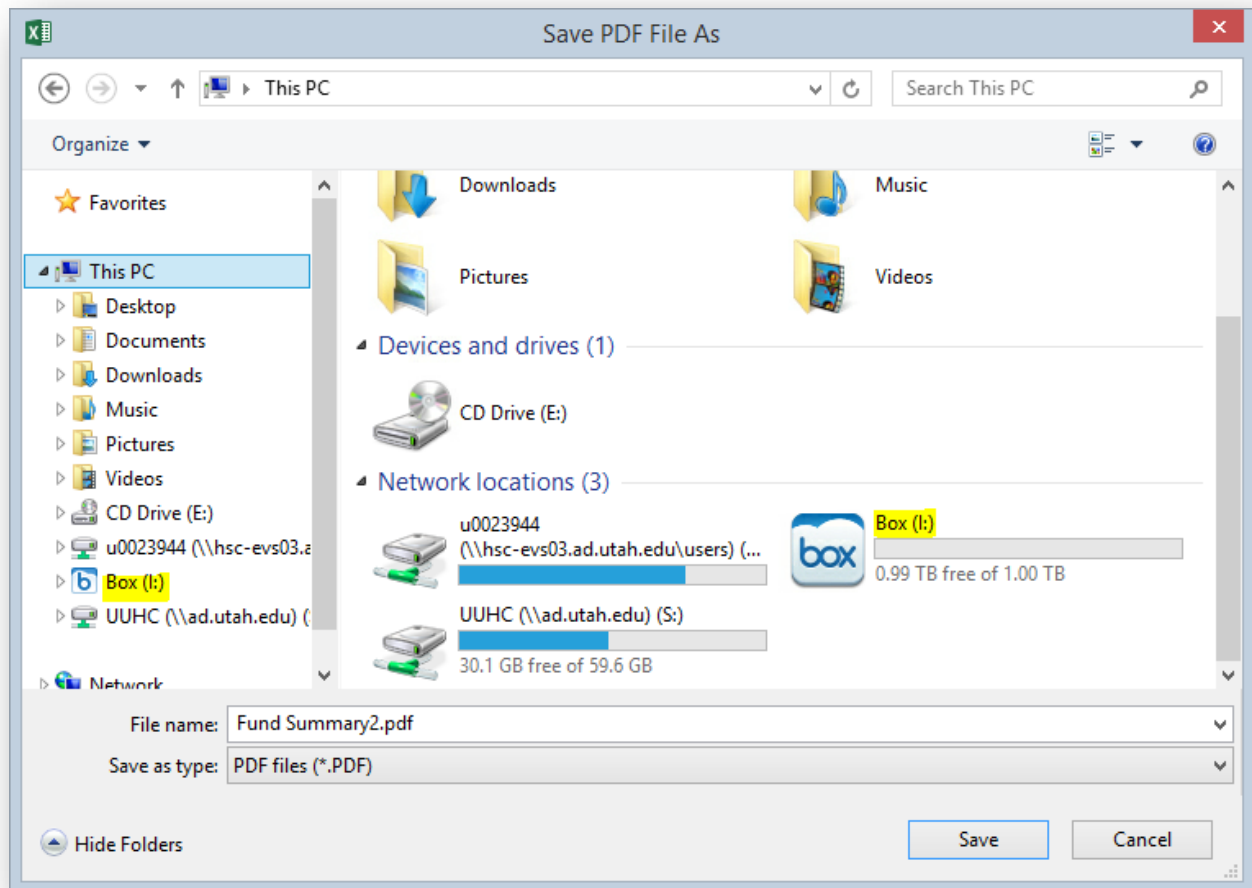 Save PDF File As
This PC
Search This PC
Organize
Favorites
This PC
Desktop
Documents
Downloads
Music
Pictures
Videos
CD Drive (E:)
u0023944 (\\hsc-evs03.a
Box (I:)
UUHC (\\ad.utah.edu) (
Network
Downloads
Music
Pictures
Videos
Devices and drives (1)
CD Drive (E:)
Network locations (3)
u0023944
(\\hsc-evs03.ad.utah.edu\users) (...
box
Box (I:)
0.99 TB free of 1.00 TB
UUHC (\\ad.utah.edu) (S:)
30.1 GB free of 59.6 GB
File name: Fund Summary2.pdf
Save as type: PDF files (*.PDF)
Hide Folders
Save
Cancel